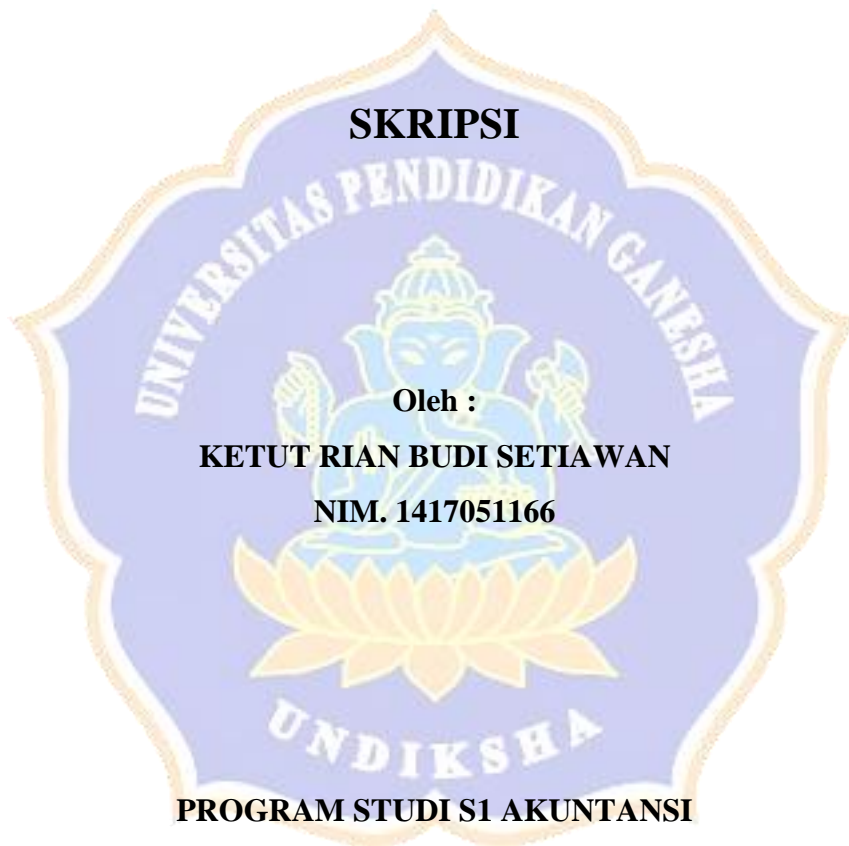 SKRIPSI
UNIVERSITAS PENDIDIKAN GANESHA
Oleh :
KETUT RIAN BUDI SETIAWAN
NIM. 1417051166
UNDIKSHA
PROGRAM STUDI S1 AKUNTANSI